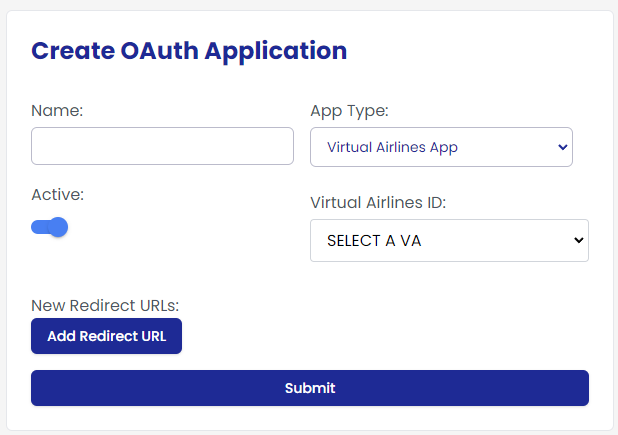 Create OAuth Application
Name:
App Type:
Virtual Airlines App
Active:
Virtual Airlines ID:
SELECT A VA
New Redirect URLs:
Add Redirect URL
Submit